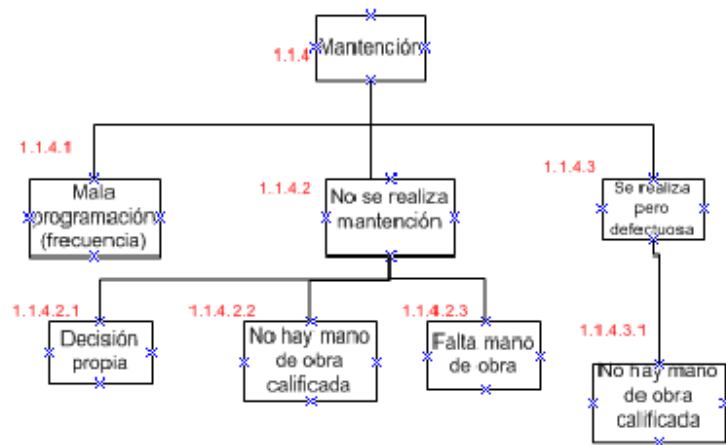 1.1.4
Mantención
1.1.4.1
Mala
programación
(frecuencia)
1.1.4.2
No se realiza
mantención
1.1.4.3
Se realiza
pero
defectuosa
1.1.4.2.1
Decisión
propia
1.1.4.2.2
No hay mano
de obra
calificada
1.1.4.2.3
Falta mano
de obra
1.1.4.3.1
No hay mano
de obra
calificada